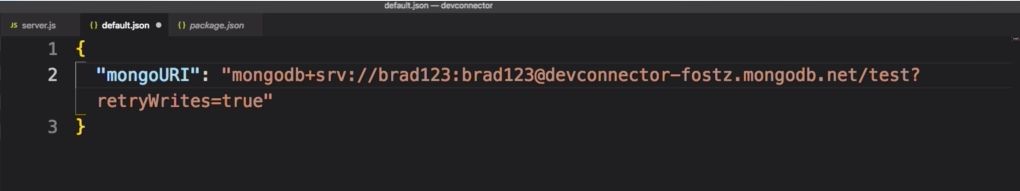 default.json — devconnector
JS server.js {} default.json ● {} package.json
1 {
2 "mongoURI": "mongodb+srv://brad123:brad123@devconnector-fostz.mongodb.net/test?
retryWrites=true"
3 }